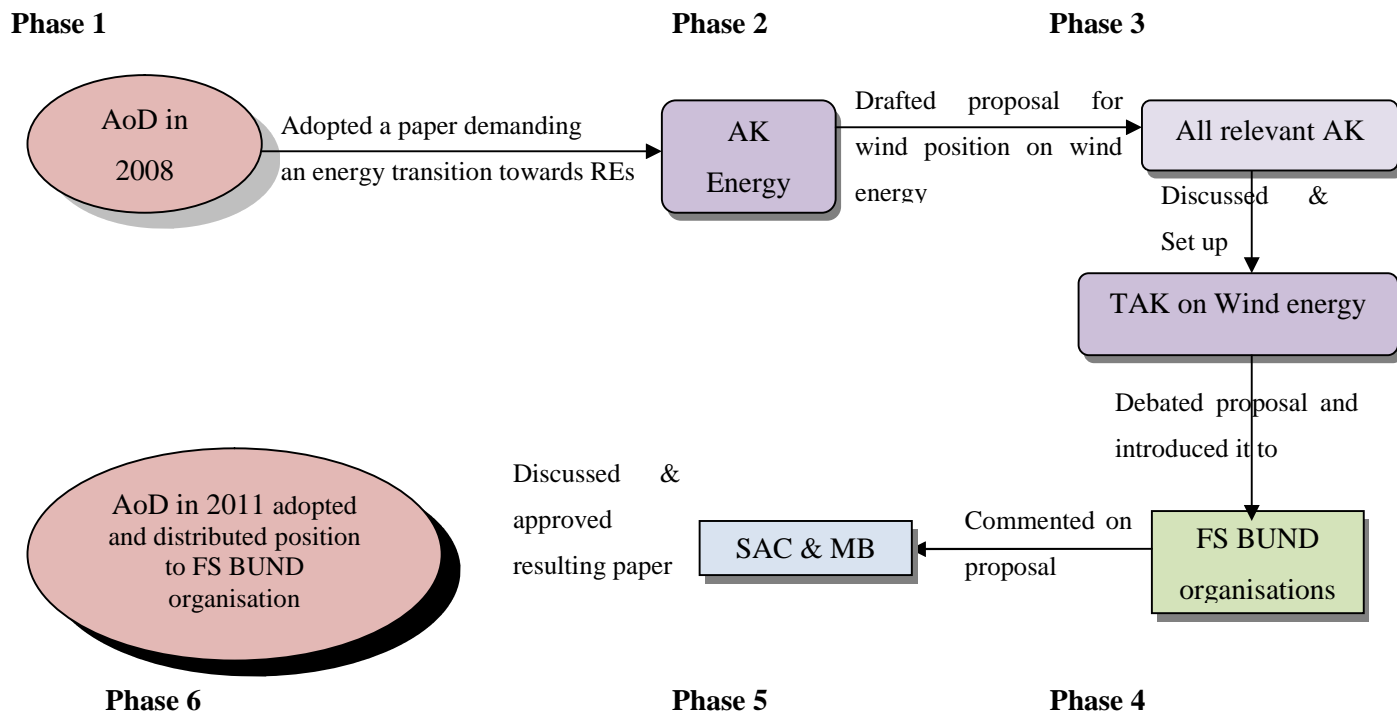 Phase 1
Phase 2
Phase 3
AoD in
2008
Adopted a paper demanding
an energy transition towards REs
AK
Energy
Drafted proposal for
wind position on wind
energy
All relevant AK
Discussed &
Set up
TAK on Wind energy
Debated proposal and
introduced it to
FS BUND
organisations
Commented on
proposal
SAC & MB
Discussed &
approved
resulting paper
AoD in 2011 adopted
and distributed position
to FS BUND
organisation
Phase 6
Phase 5
Phase 4